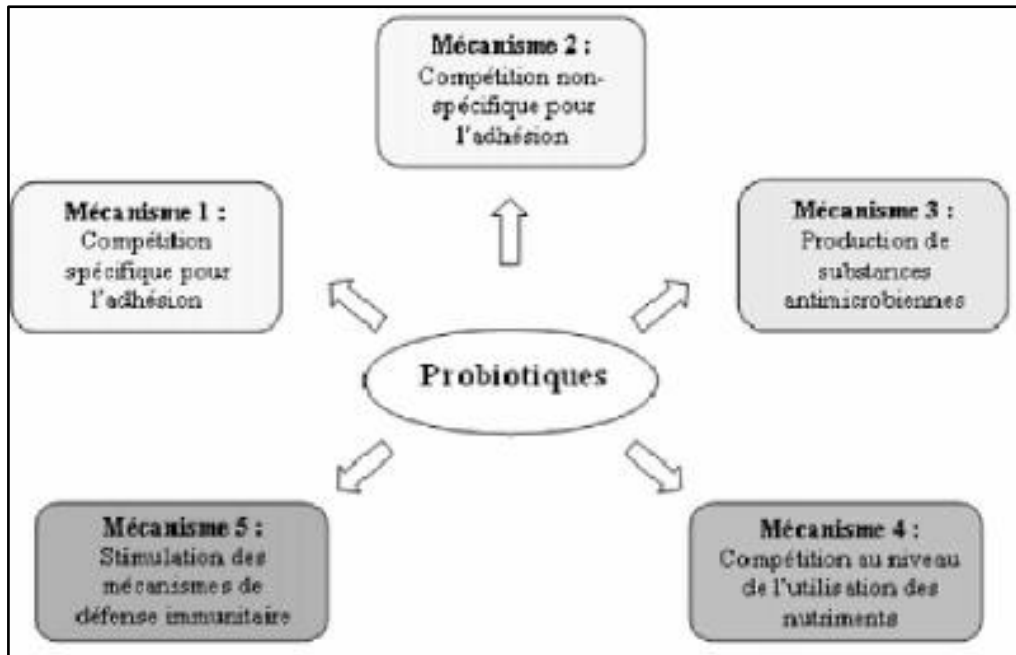 Mécanisme 2 :
Compétition non-
spécifique pour
l'adhésion
Mécanisme 1 :
Compétition
spécifique pour
l'adhésion
Mécanisme 3 :
Production de
substances
antimicrobiennes
Probiotiques
Mécanisme 5 :
Stimulation des
mécanismes de
défense immunitaire
Mécanisme 4 :
Compétition au niveau
de l'utilisation des
nutriments